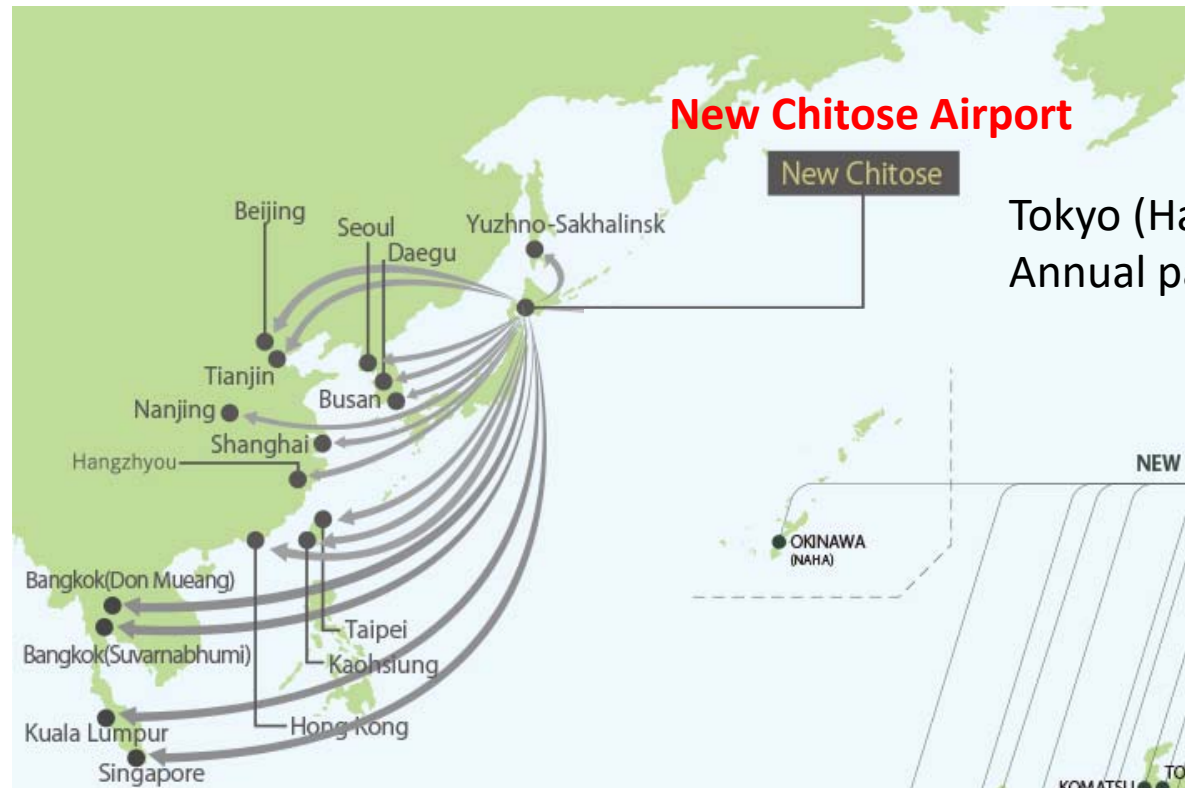 New Chitose Airport
New Chitose
Tokyo (Ha
Annual pa
Beijing
Seoul
Yuzhno-Sakhalinsk
Daegu
Tianjin
Busan
Nanjing
Shanghai
Hangzhyou
NEW
OKINAWA
(NAHA)
Bangkok(Don Mueang)
Taipei
Bangkok(Suvarnabhumi)
Kaohsiung
Kuala Lumpur
Hong Kong
Singapore
KOMATSU
TO